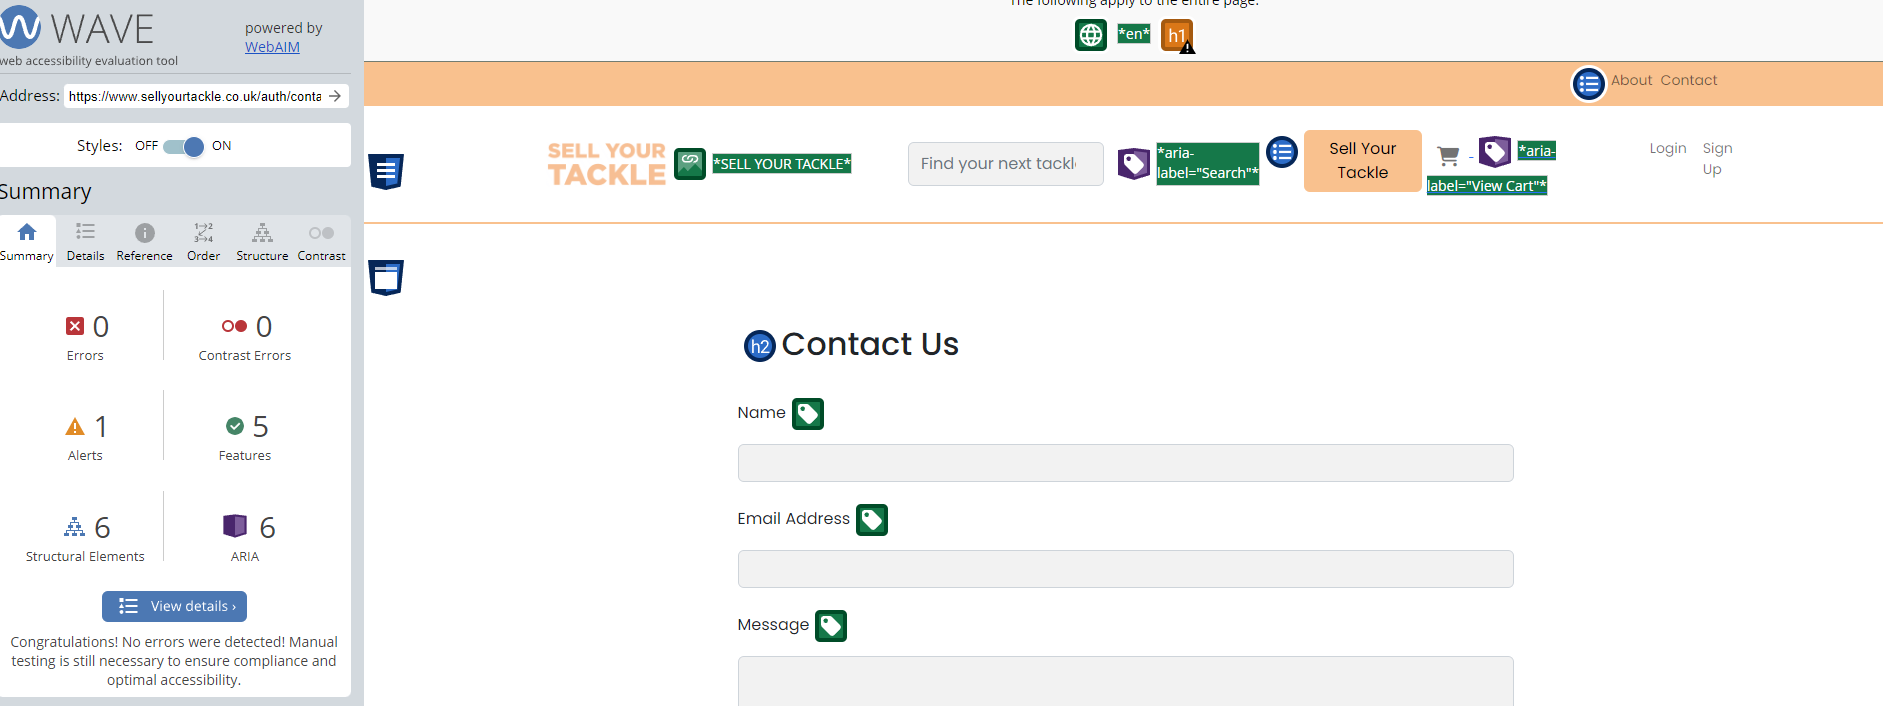 WAVE
powered by
WebAIM
web accessibility evaluation tool
Address: https://www.sellyourtackle.co.uk/auth/conta
Styles: OFF ON
Summary
Summary Details Reference Order Structure Contrast
1 2
3 4
0 0
Errors Contrast Errors
1 5
Alerts Features
6 6
Structural Elements ARIA
View details ›
Congratulations! No errors were detected! Manual
testing is still necessary to ensure compliance and
optimal accessibility.
The following apply to the entire page:
*en* h1
About Contact
SELL YOUR
TACKLE
*SELL YOUR TACKLE*
Find your next tackl
*aria-
label="Search"*
Sell Your
Tackle
- *aria-
label="View Cart"*
Login Sign
Up
h2 Contact Us
Name
Email Address
Message